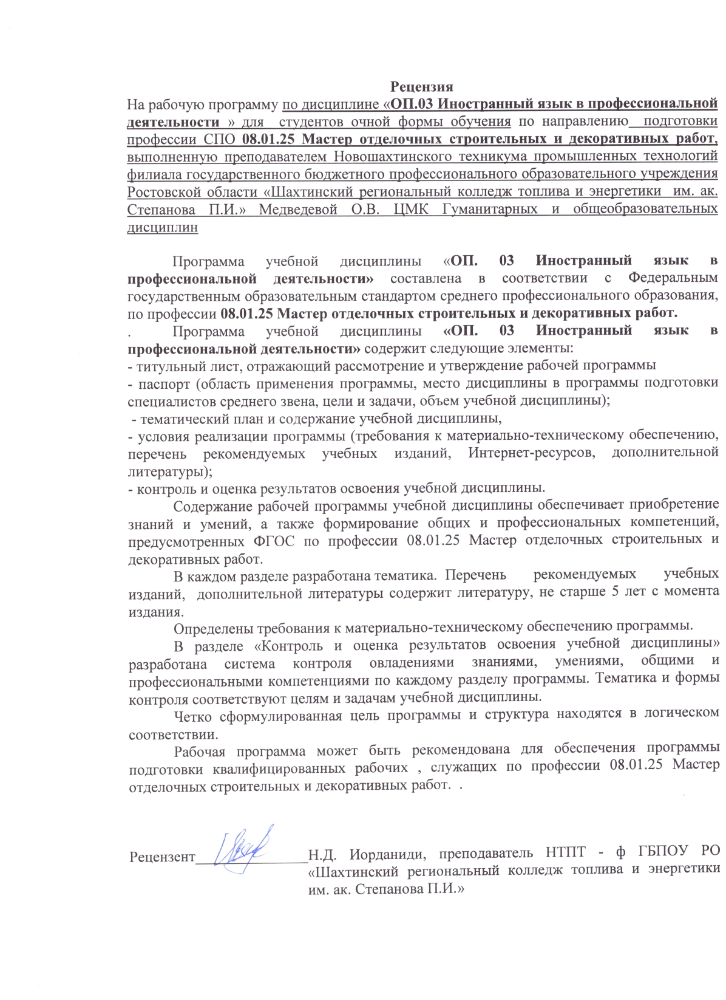 Рецензия
На рабочую программу по дисциплине «ОП.03 Иностранный язык в профессиональной
деятельности » для студентов очной формы обучения по направлению подготовки
профессии СПО 08.01.25 Мастер отделочных строительных и декоративных работ,
выполненную преподавателем Новошахтинского техникума промышленных технологий
филиала государственного бюджетного профессионального образовательного учреждения
Ростовской области «Шахтинский региональный колледж топлива и энергетики им. ак.
Степанова П.И.» Медведевой О.В. ЦМК Гуманитарных и общеобразовательных
дисциплин
Программа учебной дисциплины «ОП. 03 Иностранный язык в
профессиональной деятельности» составлена в соответствии с Федеральным
государственным образовательным стандартом среднего профессионального образования,
по профессии 08.01.25 Мастер отделочных строительных и декоративных работ.
. Программа учебной дисциплины «ОП. 03 Иностранный язык в
профессиональной деятельности» содержит следующие элементы:
- титульный лист, отражающий рассмотрение и утверждение рабочей программы
- паспорт (область применения программы, место дисциплины в программы подготовки
специалистов среднего звена, цели и задачи, объем учебной дисциплины);
- тематический план и содержание учебной дисциплины,
- условия реализации программы (требования к материально-техническому обеспечению,
перечень рекомендуемых учебных изданий, Интернет-ресурсов, дополнительной
литературы);
- контроль и оценка результатов освоения учебной дисциплины.
Содержание рабочей программы учебной дисциплины обеспечивает приобретение
знаний и умений, а также формирование общих и профессиональных компетенций,
предусмотренных ФГОС по профессии 08.01.25 Мастер отделочных строительных и
декоративных работ.
В каждом разделе разработана тематика. Перечень рекомендуемых учебных
изданий, дополнительной литературы содержит литературу, не старше 5 лет с момента
издания.
Определены требования к материально-техническому обеспечению программы.
В разделе «Контроль и оценка результатов освоения учебной дисциплины»
разработана система контроля овладениями знаниями, умениями, общими и
профессиональными компетенциями по каждому разделу программы. Тематика и формы
контроля соответствуют целям и задачам учебной дисциплины.
Четко сформулированная цель программы и структура находятся в логическом
соответствии.
Рабочая программа может быть рекомендована для обеспечения программы
подготовки квалифицированных рабочих , служащих по профессии 08.01.25 Мастер
отделочных строительных и декоративных работ. .
Рецензент_______________Н.Д. Иорданиди, преподаватель НТПТ - ф ГБПОУ РО
«Шахтинский региональный колледж топлива и энергетики
им. ак. Степанова П.И.»